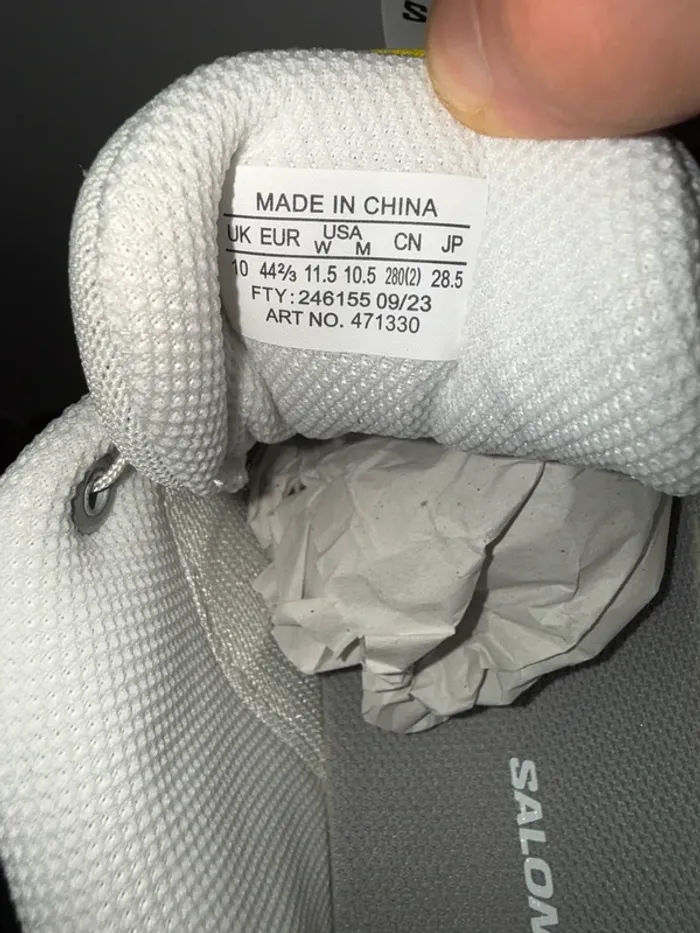 S
MADE IN CHINA
UK EUR USA W M CN JP
10 44⅔ 11.5 10.5 280(2) 28.5
FTY: 246155 09/23
ART NO. 471330
SALOM